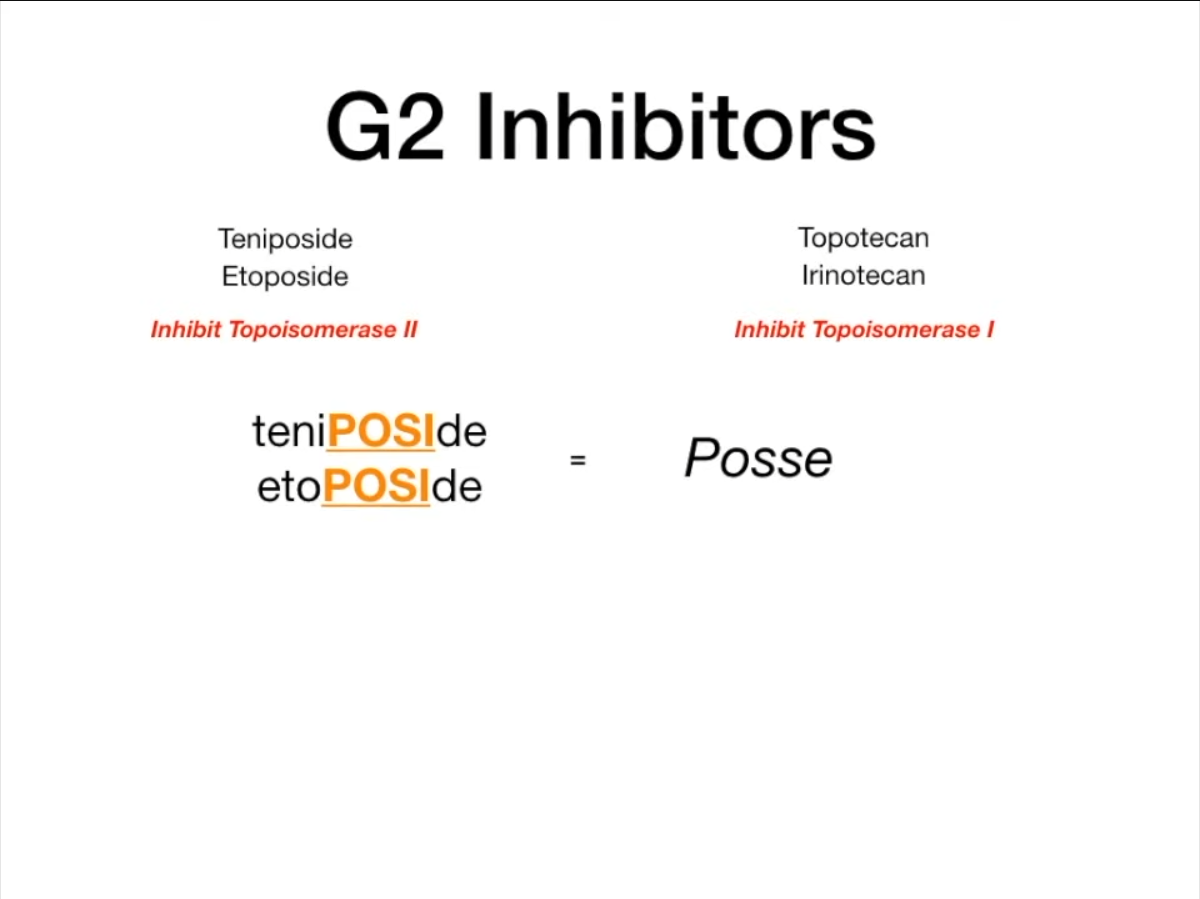 G2 Inhibitors
Teniposide
Etoposide
Inhibit Topoisomerase II
Topotecan
Irinotecan
Inhibit Topoisomerase I
teniPOSIde
etoPOSIde
=
Posse